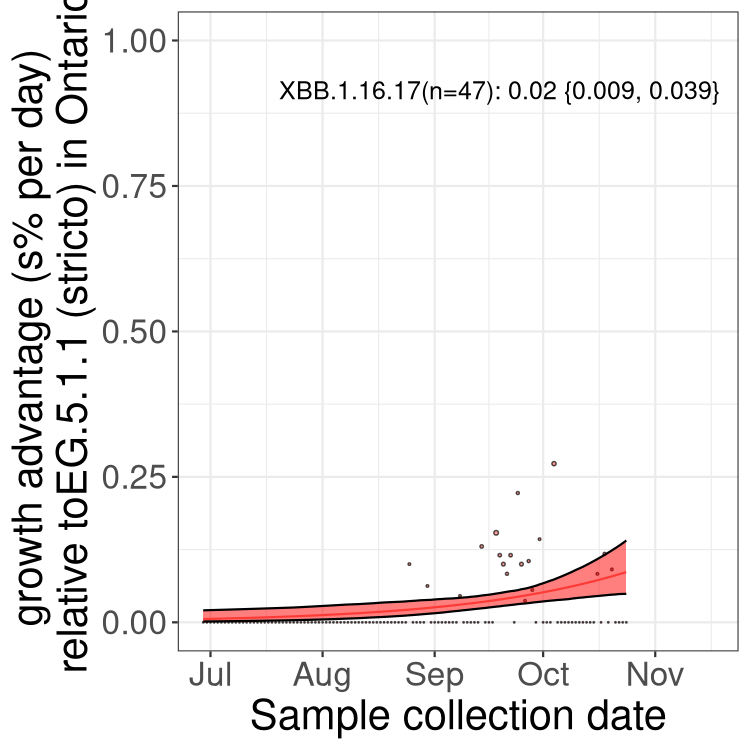 growth advantage (s% per day)
relative toEG.5.1.1 (stricto) in Ontario
1.00
0.75
0.50
0.25
0.00
XBB.1.16.17(n=47): 0.02 {0.009, 0.039}
Jul Aug Sep Oct Nov
Sample collection date